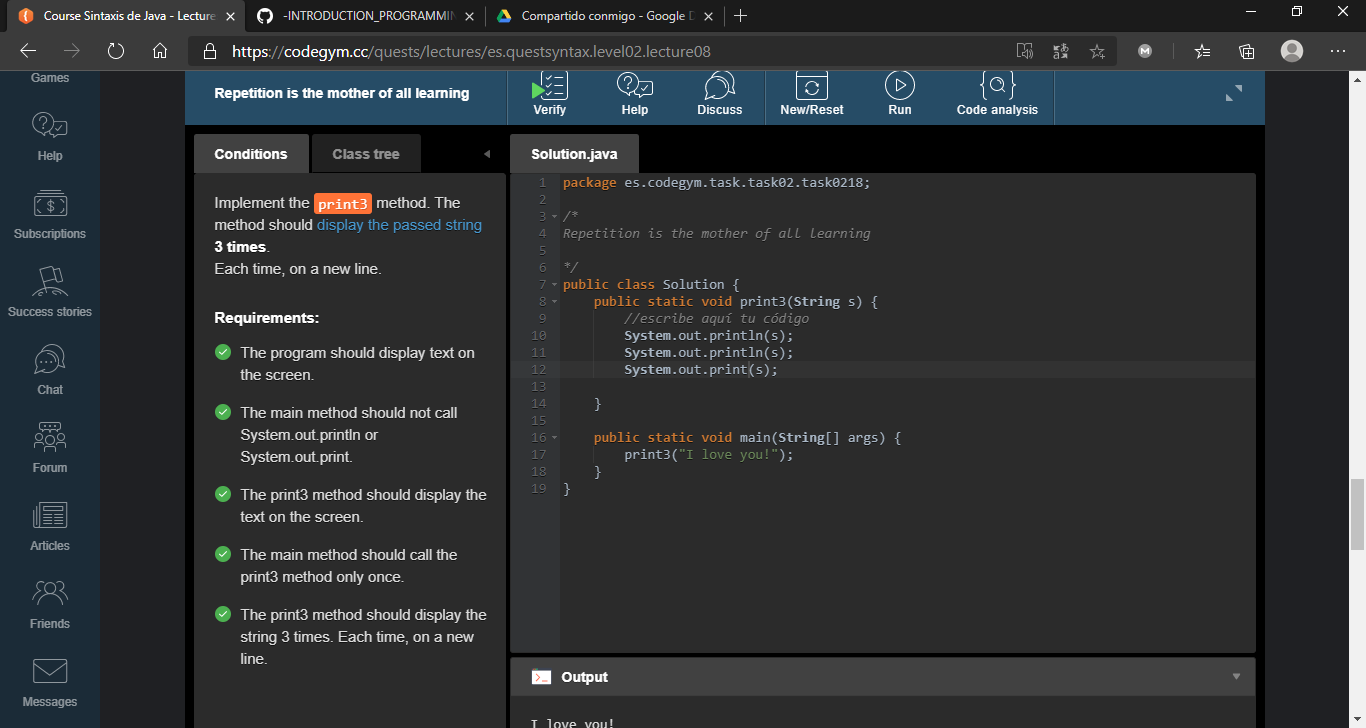 Course Sintaxis de Java - Lecture
-INTRODUCTION_PROGRAMMIN
Compartido conmigo - Google D
https://codegym.cc/quests/lectures/es.questsyntax.level02.lecture08
M
Games
Help
Subscriptions
Success stories
Chat
Forum
Articles
Friends
Messages
Repetition is the mother of all learning
Verify
Help
Discuss
New/Reset
Run
Code analysis
Conditions
Class tree
Implement the print3 method. The
method should display the passed string
3 times.
Each time, on a new line.
Requirements:
The program should display text on
the screen.
The main method should not call
System.out.println or
System.out.print.
The print3 method should display the
text on the screen.
The main method should call the
print3 method only once.
The print3 method should display the
string 3 times. Each time, on a new
line.
Solution.java
1 package es.codegym.task.task02.task0218;
2
3 /*
4 Repetition is the mother of all learning
5
6 */
7 public class Solution {
8 public static void print3(String s) {
9 //escribe aquí tu código
10 System.out.println(s);
11 System.out.println(s);
12 System.out.print(s);
13
14 }
15
16 public static void main(String[] args) {
17 print3("I love you!");
18 }
19 }
Output
I love you!